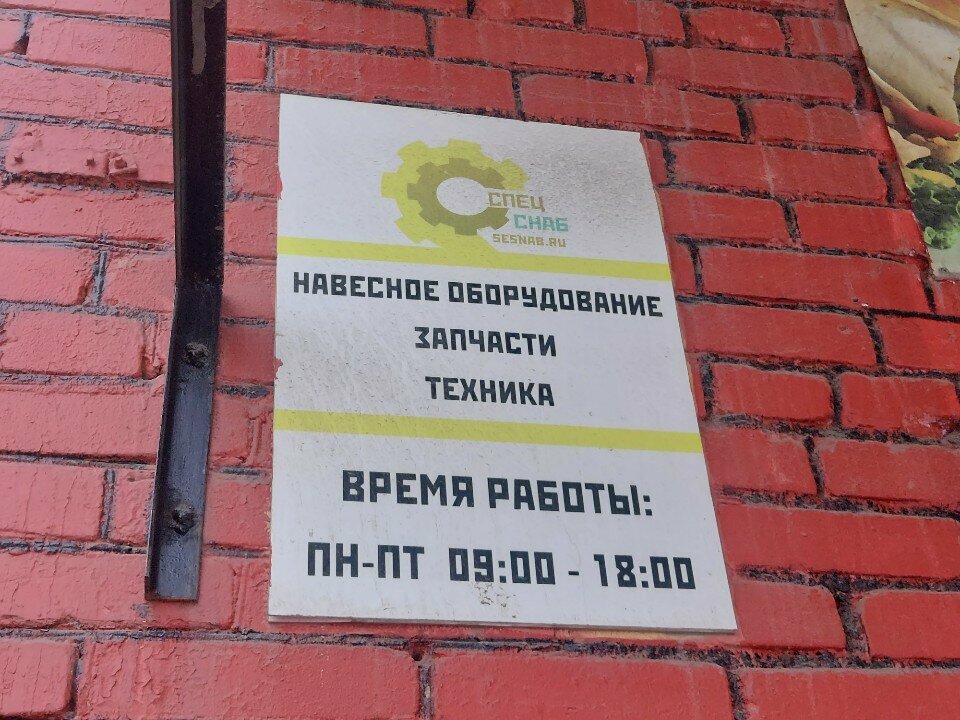 СПЕЦ
СНАБ
SESNAB.RU
НАВЕСНОЕ ОБОРУДОВАНИЕ
ЗАПЧАСТИ
ТЕХНИКА
ВРЕМЯ РАБОТЫ:
ПН-ПТ 09:00 - 18:00